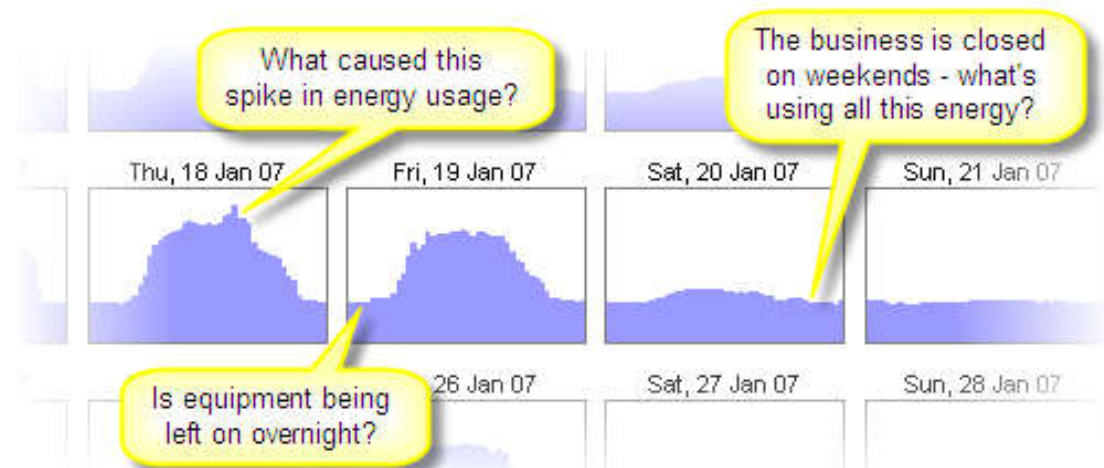 What caused this
spike in energy usage?
The business is closed
on weekends - what's
using all this energy?
Thu, 18 Jan 07
Fri, 19 Jan 07
Sat, 20 Jan 07
Sun, 21 Jan 07
Is equipment being
left on overnight?
26 Jan 07
Sat, 27 Jan 07
Sun, 28 Jan 07